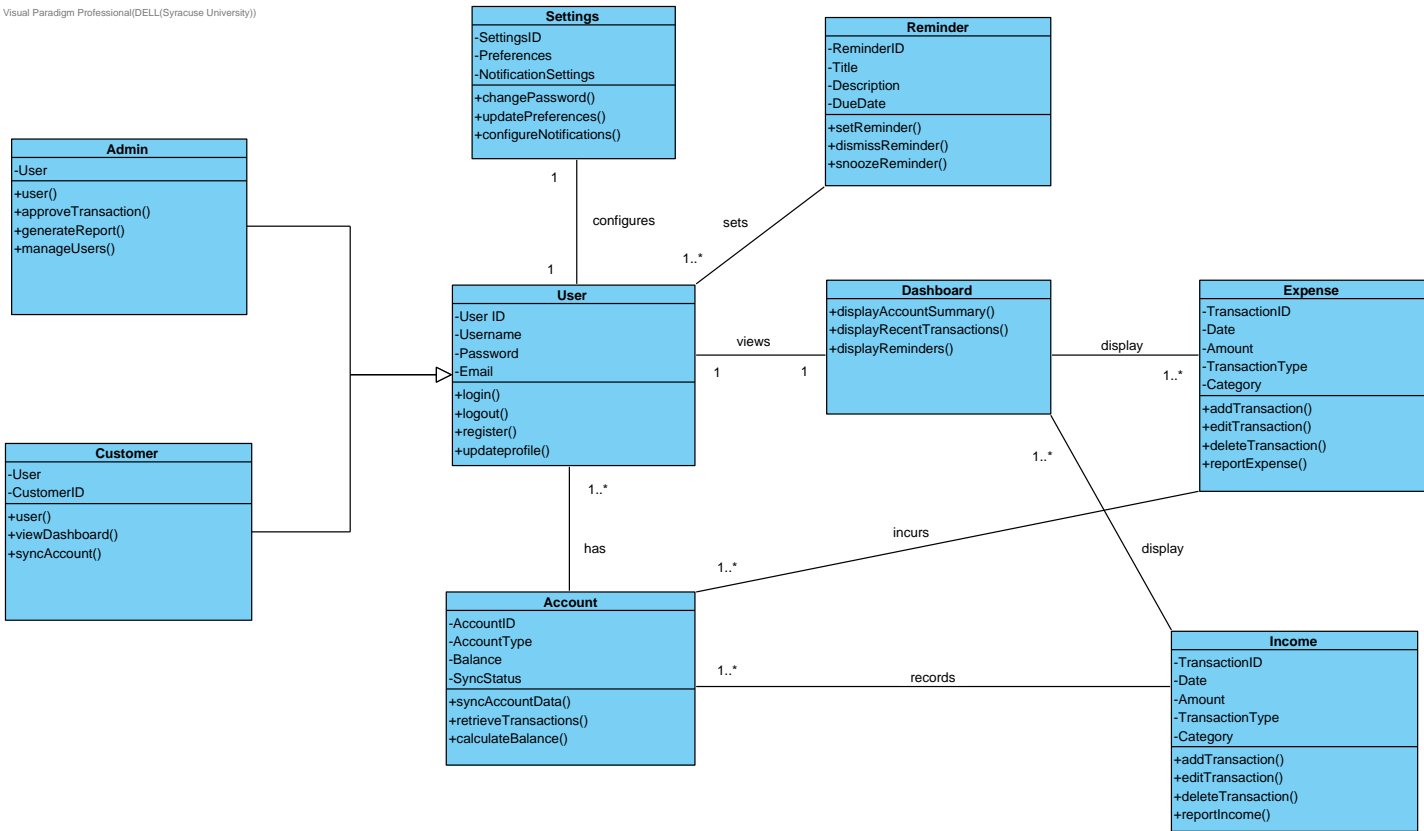 Visual Paradigm Professional(DELL(Syracuse University))
Settings
-SettingsID
-Preferences
-NotificationSettings
+changePassword()
+updatePreferences()
+configureNotifications()
Reminder
-ReminderID
-Title
-Description
-DueDate
+setReminder()
+dismissReminder()
+snoozeReminder()
Admin
-User
+user()
+approveTransaction()
+generateReport()
+manageUsers()
1
configures
1
sets
1..*
User
-User ID
-Username
-Password
-Email
+login()
+logout()
+register()
+updateprofile()
views
1
1
Dashboard
+displayAccountSummary()
+displayRecentTransactions()
+displayReminders()
display
1..*
Expense
-TransactionID
-Date
-Amount
-TransactionType
-Category
+addTransaction()
+editTransaction()
+deleteTransaction()
+reportExpense()
Customer
-User
-CustomerID
+user()
+viewDashboard()
+syncAccount()
1..*
has
1..*
display
incurs
1..*
Account
-AccountID
-AccountType
-Balance
-SyncStatus
+syncAccountData()
+retrieveTransactions()
+calculateBalance()
1..*
records
Income
-TransactionID
-Date
-Amount
-TransactionType
-Category
+addTransaction()
+editTransaction()
+deleteTransaction()
+reportIncome()